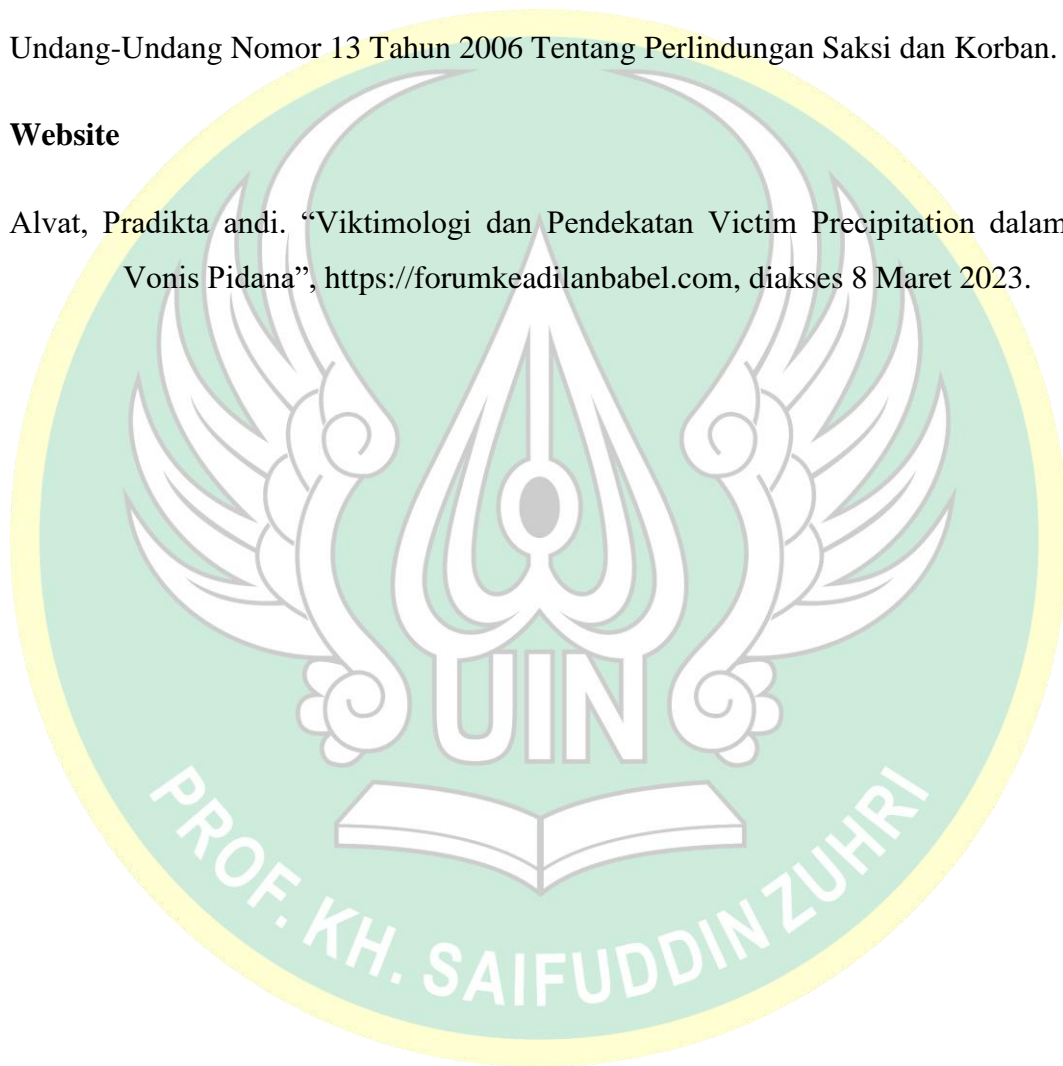 Undang-Undang Nomor 13 Tahun 2006 Tentang Perlindungan Saksi dan Korban.
Website
Alvat, Pradikta andi. “Viktimologi dan Pendekatan Victim Precipitation dalam
Vonis Pidana”, https://forumkeadilanbabel.com, diakses 8 Maret 2023.
UIN
PROF. KH. SAIFUDDIN ZUHRI